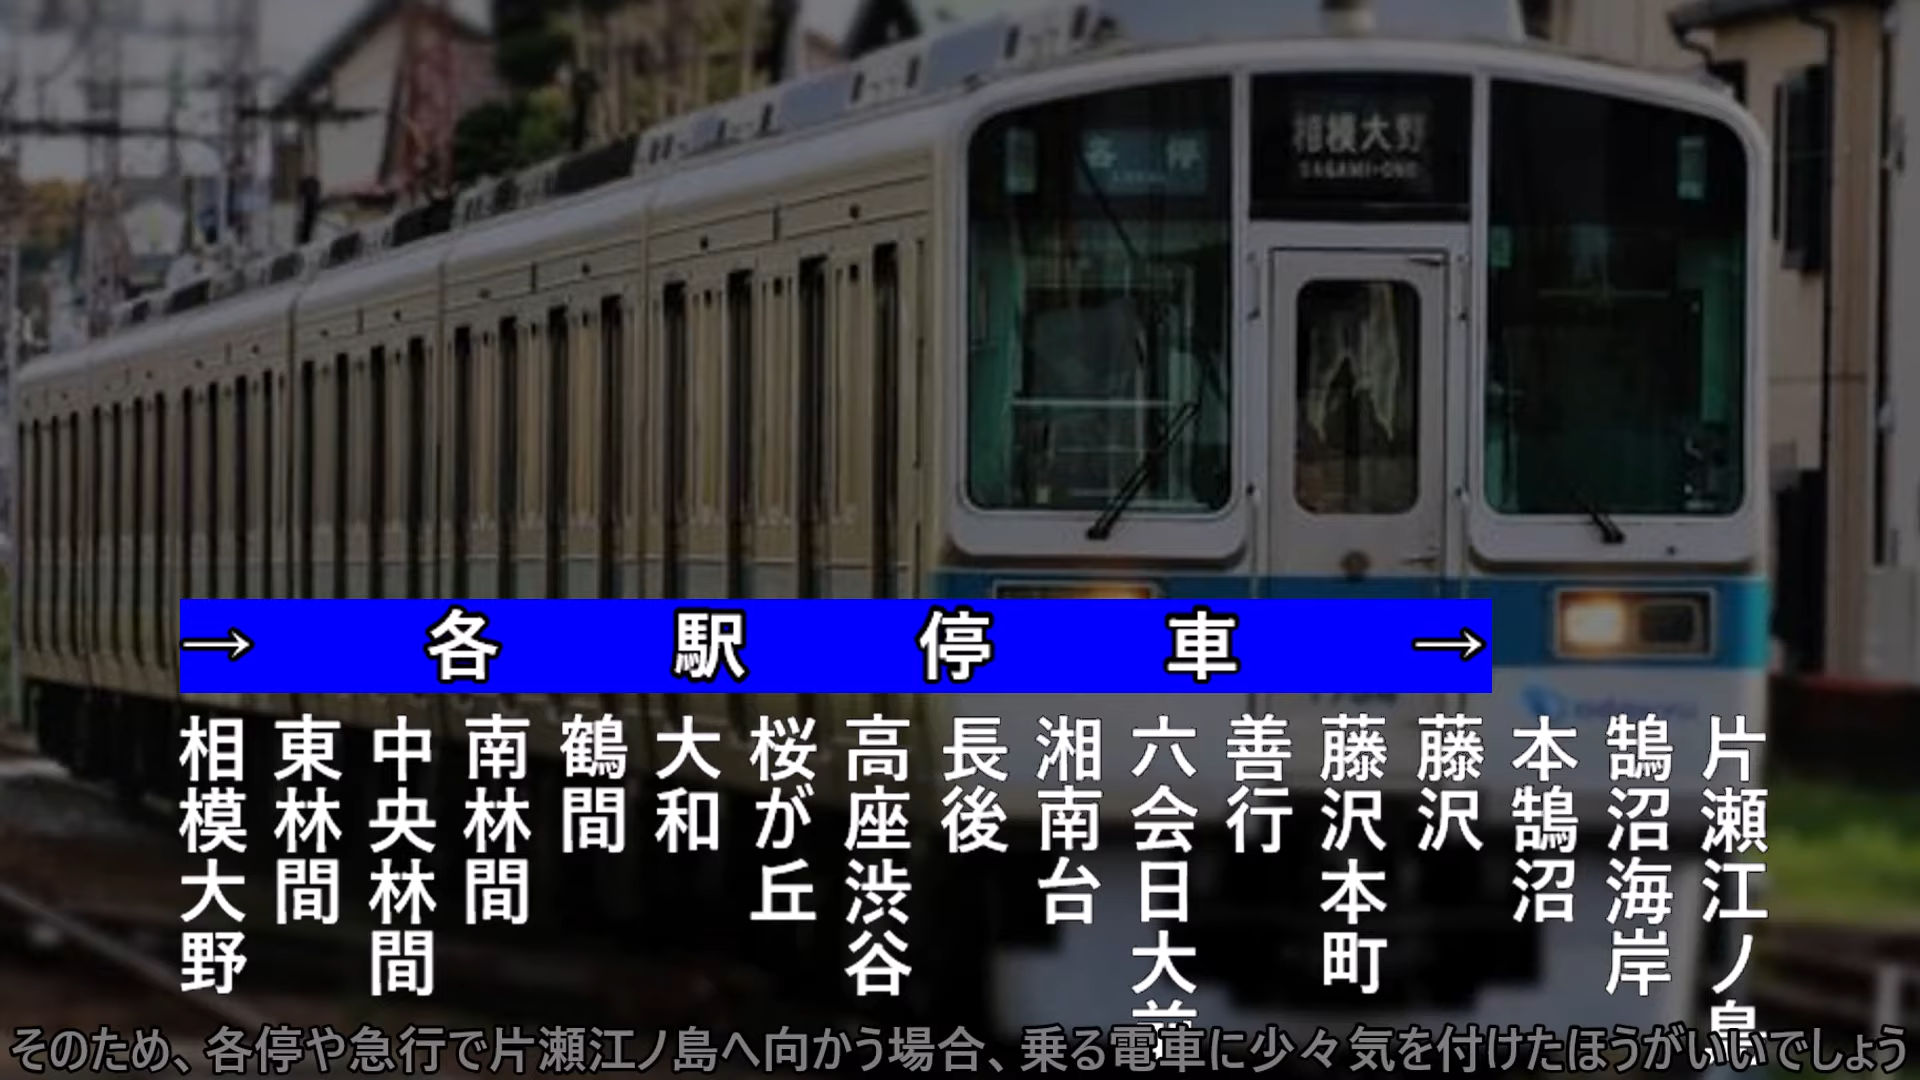 各停
相模大野
SAGAMI-ONO
→各駅停車→
相模大野
東林間
中央林間
南林間
鶴間
大和
桜が丘
高座渋谷
長後
湘南台
六会日大前
善行
藤沢本町
藤沢
本鵠沼
鵠沼海岸
片瀬江ノ島
そのため、各停や急行で片瀬江ノ島へ向かう場合、乗る電車に少々気を付けたほうがいいでしょう